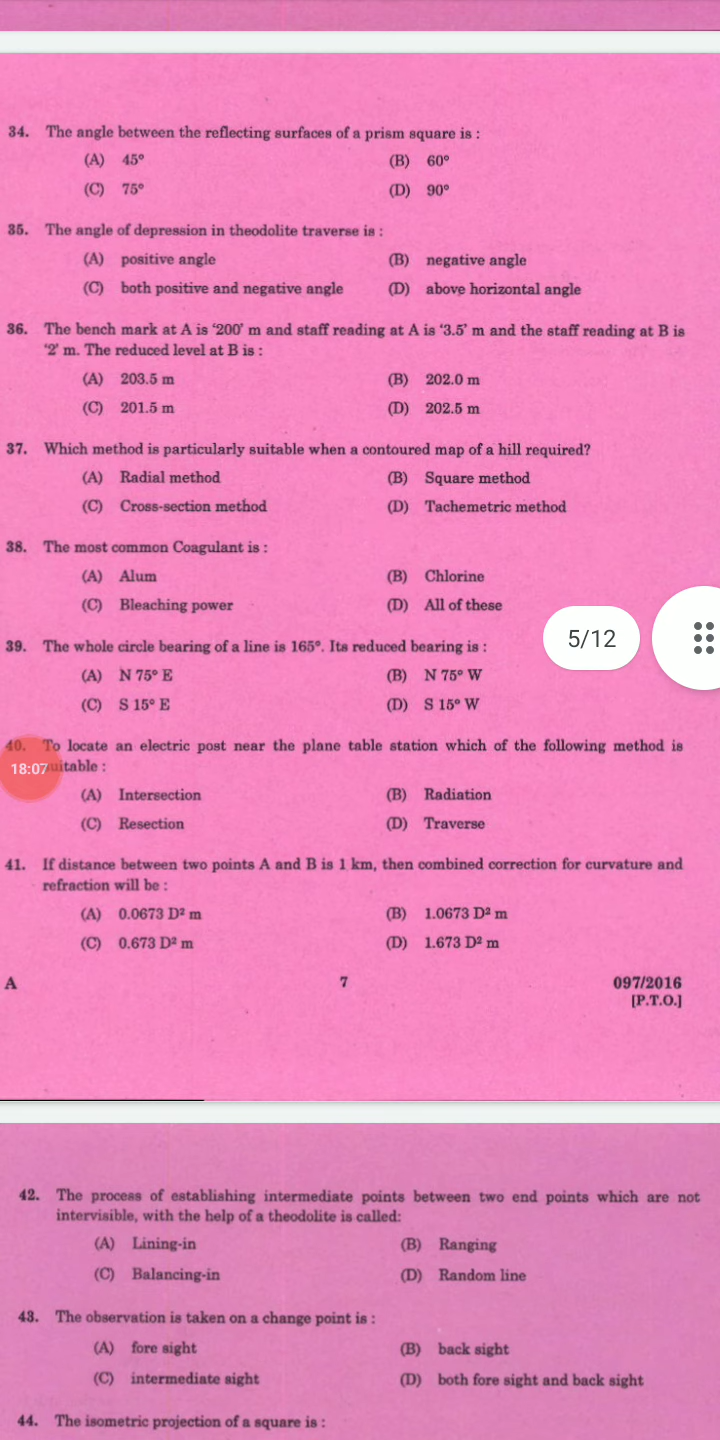 34. The angle between the reflecting surfaces of a prism square is :
(A) 45° (B) 60°
(C) 75° (D) 90°
35. The angle of depression in theodolite traverse is :
(A) positive angle (B) negative angle
(C) both positive and negative angle (D) above horizontal angle
36. The bench mark at A is ‘200’ m and staff reading at A is ‘3.5’ m and the staff reading at B is
‘2’ m. The reduced level at B is :
(A) 203.5 m (B) 202.0 m
(C) 201.5 m (D) 202.5 m
37. Which method is particularly suitable when a contoured map of a hill required?
(A) Radial method (B) Square method
(C) Cross-section method (D) Tachemetric method
38. The most common Coagulant is :
(A) Alum (B) Chlorine
(C) Bleaching power (D) All of these
5/12
39. The whole circle bearing of a line is 165°. Its reduced bearing is :
(A) N 75° E (B) N 75° W
(C) S 15° E (D) S 15° W
40. To locate an electric post near the plane table station which of the following method is
18:07 uitable :
(A) Intersection (B) Radiation
(C) Resection (D) Traverse
41. If distance between two points A and B is 1 km, then combined correction for curvature and
refraction will be :
(A) 0.0673 D² m (B) 1.0673 D² m
(C) 0.673 D² m (D) 1.673 D² m
A 7 097/2016
[P.T.O.]
42. The process of establishing intermediate points between two end points which are not
intervisible, with the help of a theodolite is called:
(A) Lining-in (B) Ranging
(C) Balancing-in (D) Random line
43. The observation is taken on a change point is :
(A) fore sight (B) back sight
(C) intermediate sight (D) both fore sight and back sight
44. The isometric projection of a square is :